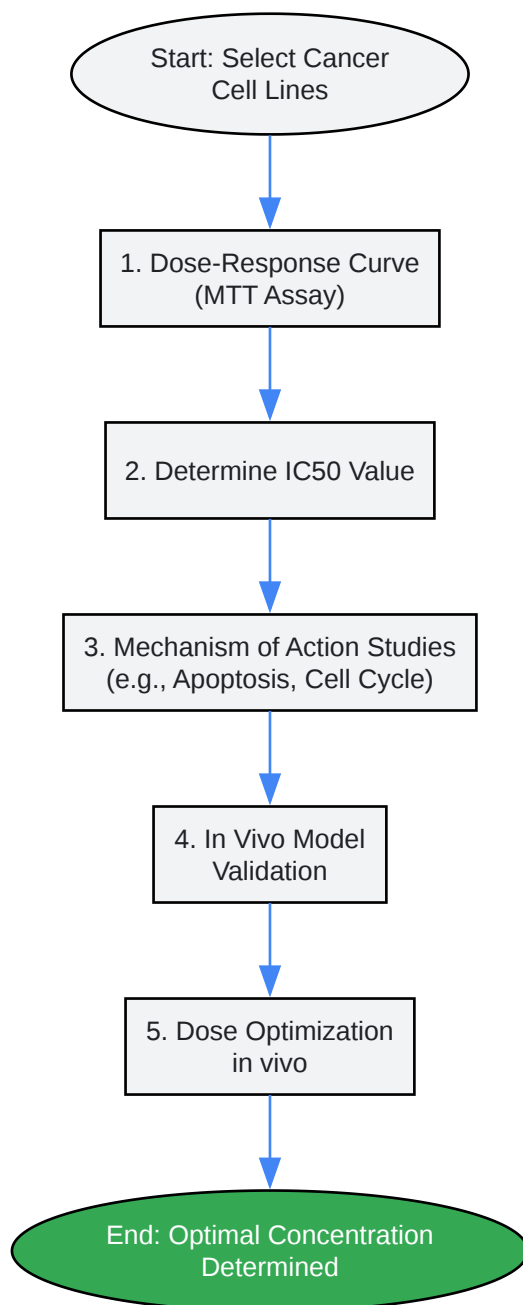 Start: Select Cancer
Cell Lines
1. Dose-Response Curve
(MTT Assay)
2. Determine IC50 Value
3. Mechanism of Action Studies
(e.g., Apoptosis, Cell Cycle)
4. In Vivo Model
Validation
5. Dose Optimization
in vivo
End: Optimal Concentration
Determined